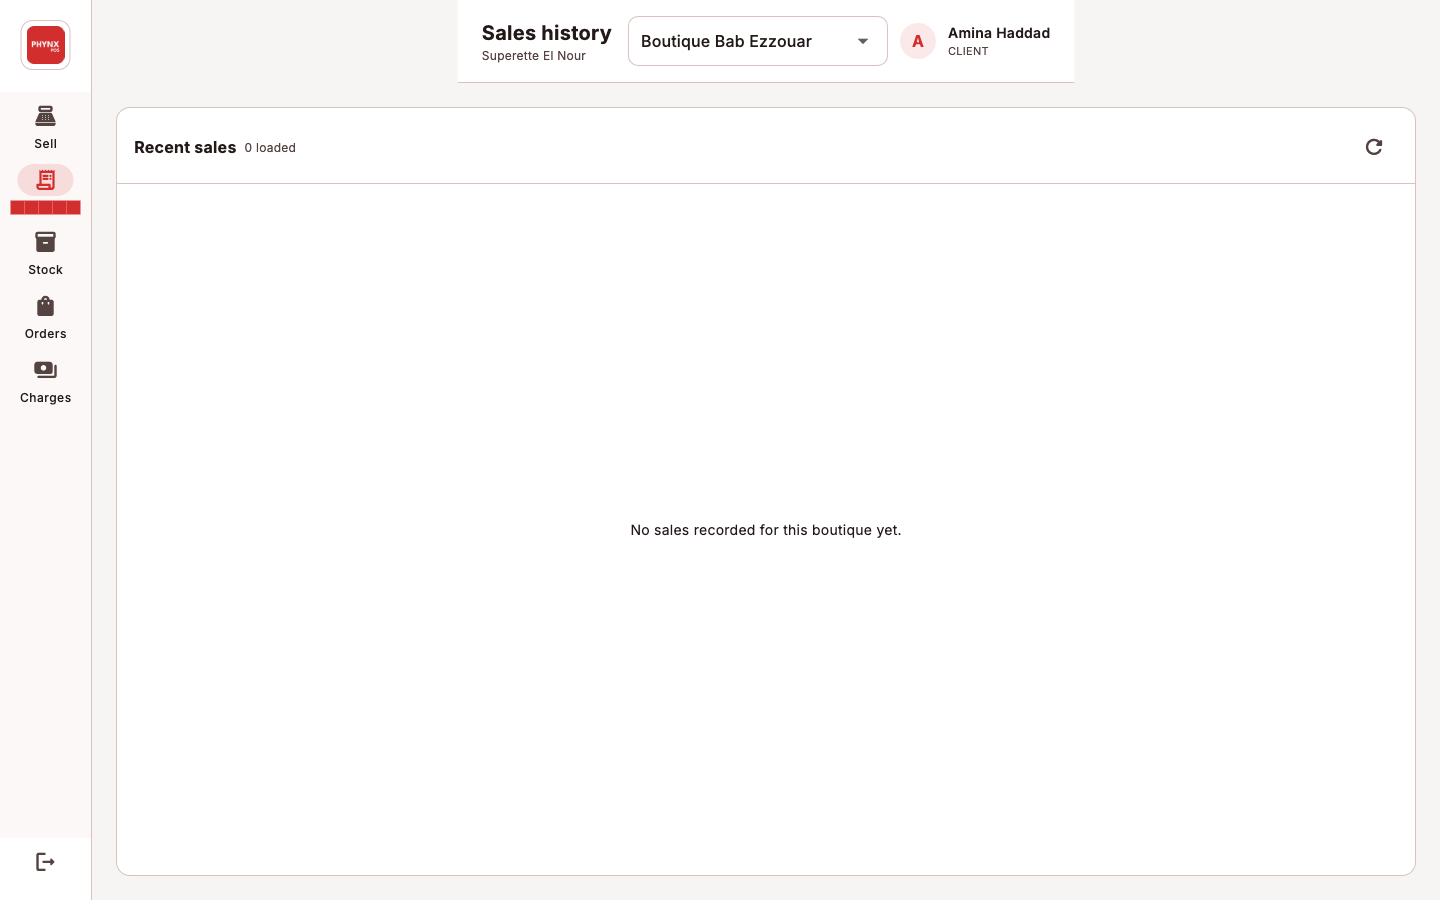 PHYNX
POS
Sales history
Superette El Nour
Boutique Bab Ezzouar
A
Amina Haddad
CLIENT
Sell
Stock
Orders
Charges
Recent sales 0 loaded
No sales recorded for this boutique yet.